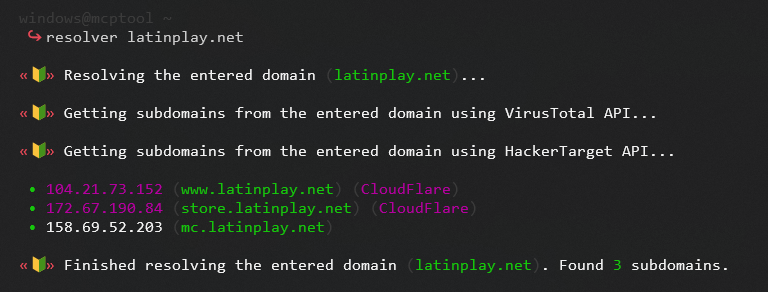 windows@mcptool ~
↪ resolver latinplay.net
«🔰» Resolving the entered domain (latinplay.net)...
«🔰» Getting subdomains from the entered domain using VirusTotal API...
«🔰» Getting subdomains from the entered domain using HackerTarget API...
• 104.21.73.152 (www.latinplay.net) (CloudFlare)
• 172.67.190.84 (store.latinplay.net) (CloudFlare)
• 158.69.52.203 (mc.latinplay.net)
«🔰» Finished resolving the entered domain (latinplay.net). Found 3 subdomains.